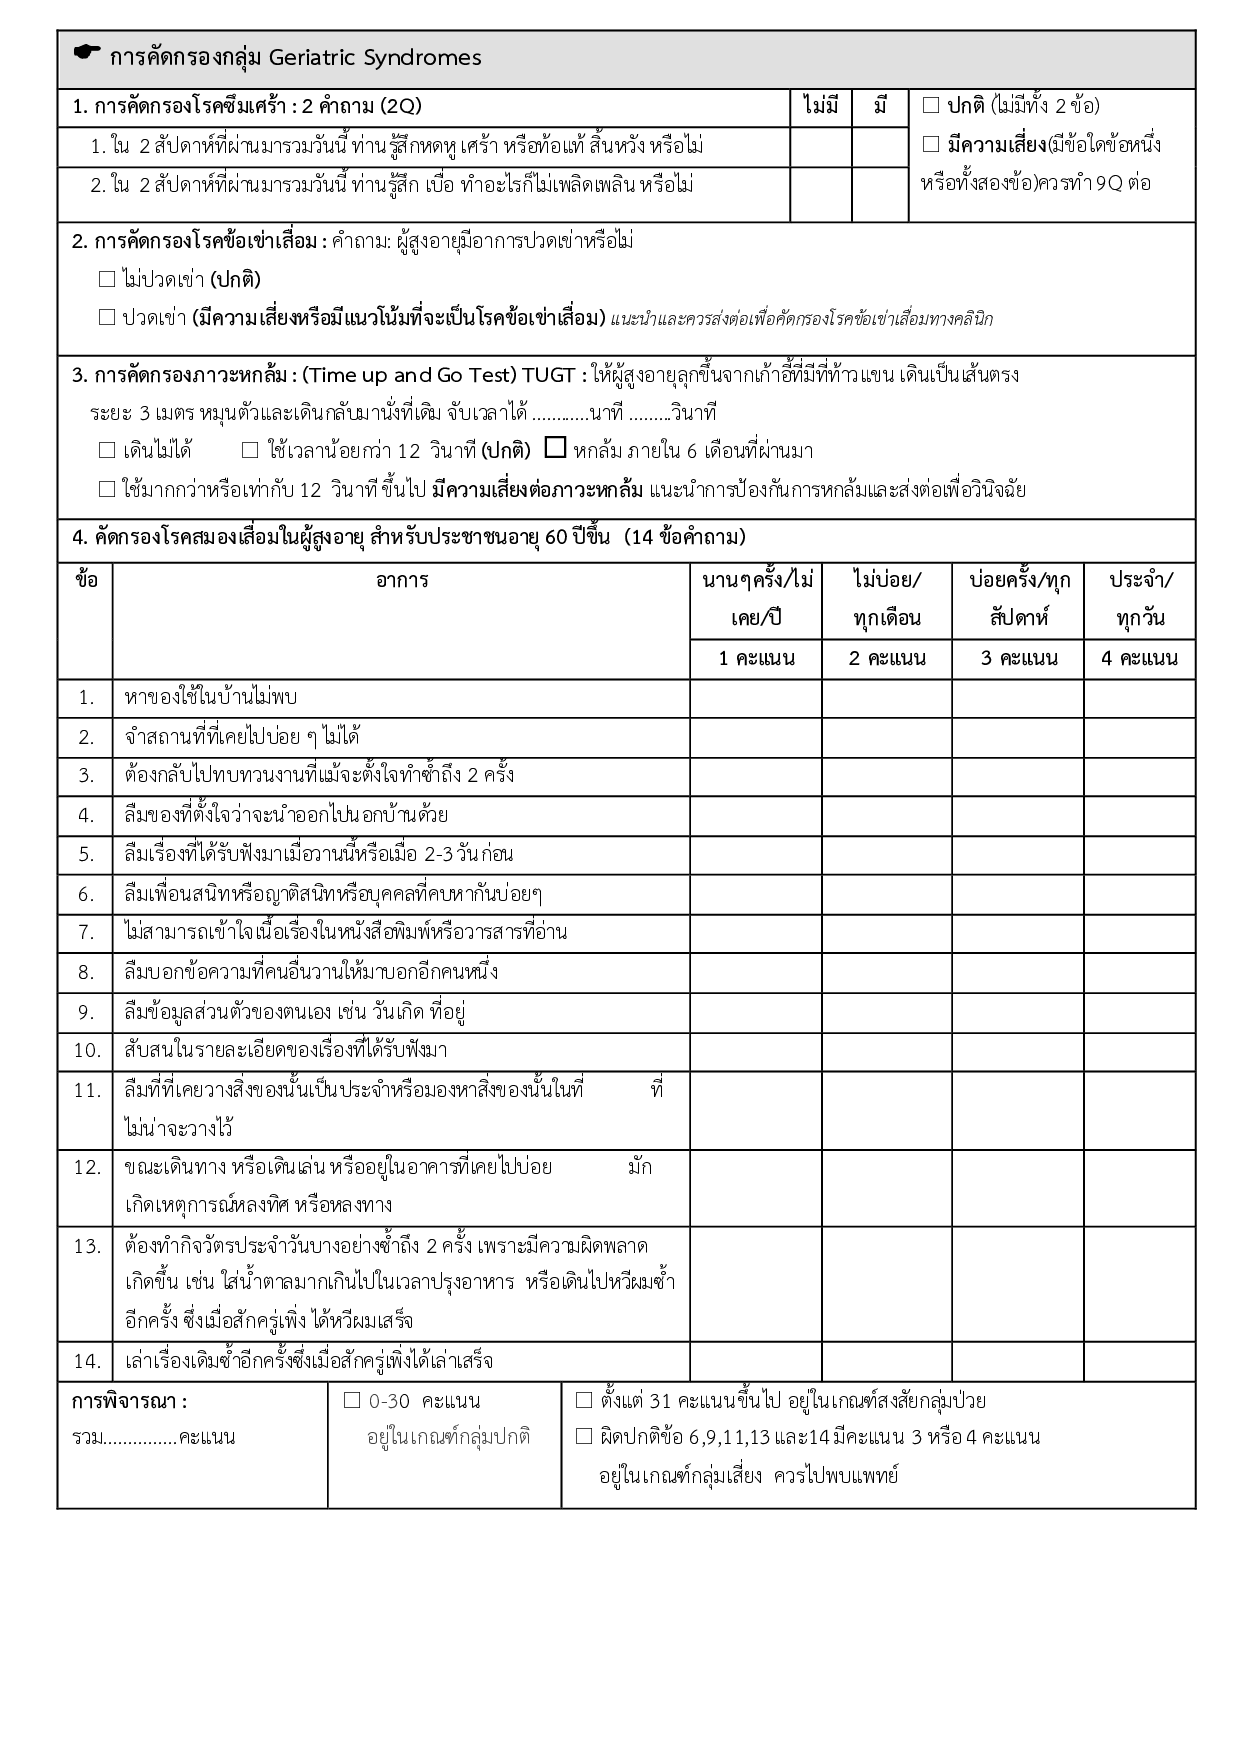 ☛ การคัดกรองกลุ่ม Geriatric Syndromes
1. การคัดกรองโรคซึมเศร้า : 2 คำถาม (2Q) ไม่มี มี ☐ ปกติ (ไม่มีทั้ง 2 ข้อ)
1. ใน 2 สัปดาห์ที่ผ่านมารวมวันนี้ ท่านรู้สึกหดหู่ เศร้า หรือท้อแท้ สิ้นหวัง หรือไม่ ☐ มีความเสี่ยง(มีข้อใดข้อหนึ่ง
2. ใน 2 สัปดาห์ที่ผ่านมารวมวันนี้ ท่านรู้สึก เบื่อ ทำอะไรก็ไม่เพลิดเพลิน หรือไม่ หรือทั้งสองข้อ)ควรทำ 9Q ต่อ
2. การคัดกรองโรคข้อเข่าเสื่อม : คำถาม: ผู้สูงอายุมีอาการปวดเข่าหรือไม่
☐ ไม่ปวดเข่า (ปกติ)
☐ ปวดเข่า (มีความเสี่ยงหรือมีแนวโน้มที่จะเป็นโรคข้อเข่าเสื่อม) แนะนำและควรส่งต่อเพื่อคัดกรองโรคข้อเข่าเสื่อมทางคลินิก
3. การคัดกรองภาวะหกล้ม : (Time up and Go Test) TUGT : ให้ผู้สูงอายุลุกขึ้นจากเก้าอี้ที่มีที่ท้าวแขน เดินเป็นเส้นตรง
ระยะ 3 เมตร หมุนตัวและเดินกลับมานั่งที่เดิม จับเวลาได้ ...........นาที .........วินาที
☐ เดินไม่ได้ ☐ ใช้เวลาน้อยกว่า 12 วินาที (ปกติ) ☐ หกล้ม ภายใน 6 เดือนที่ผ่านมา
☐ ใช้มากกว่าหรือเท่ากับ 12 วินาที ขึ้นไป มีความเสี่ยงต่อภาวะหกล้ม แนะนำการป้องกันการหกล้มและส่งต่อเพื่อวินิจฉัย
4. คัดกรองโรคสมองเสื่อมในผู้สูงอายุ สำหรับประชาชนอายุ 60 ปีขึ้น (14 ข้อคำถาม)
ข้อ อาการ นานๆครั้ง/ไม่ ไม่บ่อย/ บ่อยครั้ง/ทุก ประจำ/
เคย/ปี ทุกเดือน สัปดาห์ ทุกวัน
1 คะแนน 2 คะแนน 3 คะแนน 4 คะแนน
1. หาของใช้ในบ้านไม่พบ
2. จำสถานที่ที่เคยไปบ่อย ๆ ไม่ได้
3. ต้องกลับไปทบทวนงานที่แม้จะตั้งใจทำซ้ำถึง 2 ครั้ง
4. ลืมของที่ตั้งใจว่าจะนำออกไปนอกบ้านด้วย
5. ลืมเรื่องที่ได้รับฟังมาเมื่อวานนี้หรือเมื่อ 2-3 วันก่อน
6. ลืมเพื่อนสนิทหรือญาติสนิทหรือบุคคลที่คบหากันบ่อยๆ
7. ไม่สามารถเข้าใจเนื้อเรื่องในหนังสือพิมพ์หรือวารสารที่อ่าน
8. ลืมบอกข้อความที่คนอื่นวานให้มาบอกอีกคนหนึ่ง
9. ลืมข้อมูลส่วนตัวของตนเอง เช่น วันเกิด ที่อยู่
10. สับสนในรายละเอียดของเรื่องที่ได้รับฟังมา
11. ลืมที่ที่เคยวางสิ่งของนั้นเป็นประจำหรือมองหาสิ่งของนั้นในที่ ที่
ไม่น่าจะวางไว้
12. ขณะเดินทาง หรือเดินเล่น หรืออยู่ในอาคารที่เคยไปบ่อย มัก
เกิดเหตุการณ์หลงทิศ หรือหลงทาง
13. ต้องทำกิจวัตรประจำวันบางอย่างซ้ำถึง 2 ครั้ง เพราะมีความผิดพลาด
เกิดขึ้น เช่น ใส่น้ำตาลมากเกินไปในเวลาปรุงอาหาร หรือเดินไปหวีผมซ้ำ
อีกครั้ง ซึ่งเมื่อสักครู่เพิ่ง ได้หวีผมเสร็จ
14. เล่าเรื่องเดิมซ้ำอีกครั้งซึ่งเมื่อสักครู่เพิ่งได้เล่าเสร็จ
การพิจารณา : ☐ 0-30 คะแนน ☐ ตั้งแต่ 31 คะแนนขึ้นไป อยู่ในเกณฑ์สงสัยกลุ่มป่วย
รวม...............คะแนน อยู่ในเกณฑ์กลุ่มปกติ ☐ ผิดปกติข้อ 6,9,11,13 และ14 มีคะแนน 3 หรือ 4 คะแนน
อยู่ในเกณฑ์กลุ่มเสี่ยง ควรไปพบแพทย์